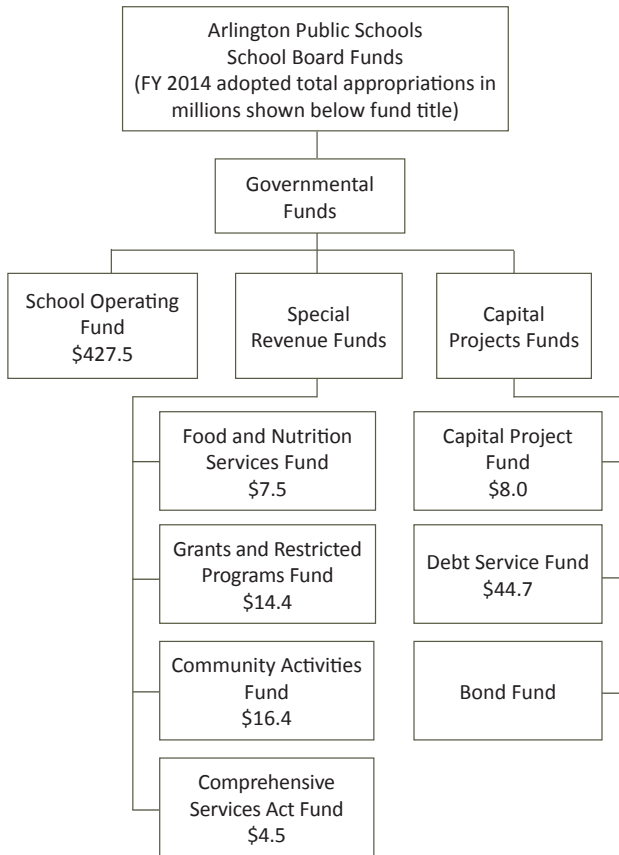 Arlington Public Schools
School Board Funds
(FY 2014 adopted total appropriations in
millions shown below fund title)
Governmental
Funds
School Operating
Fund
$427.5
Special
Revenue Funds
Capital
Projects Funds
Food and Nutrition
Services Fund
$7.5
Grants and Restricted
Programs Fund
$14.4
Community Activities
Fund
$16.4
Comprehensive
Services Act Fund
$4.5
Capital Project
Fund
$8.0
Debt Service Fund
$44.7
Bond Fund